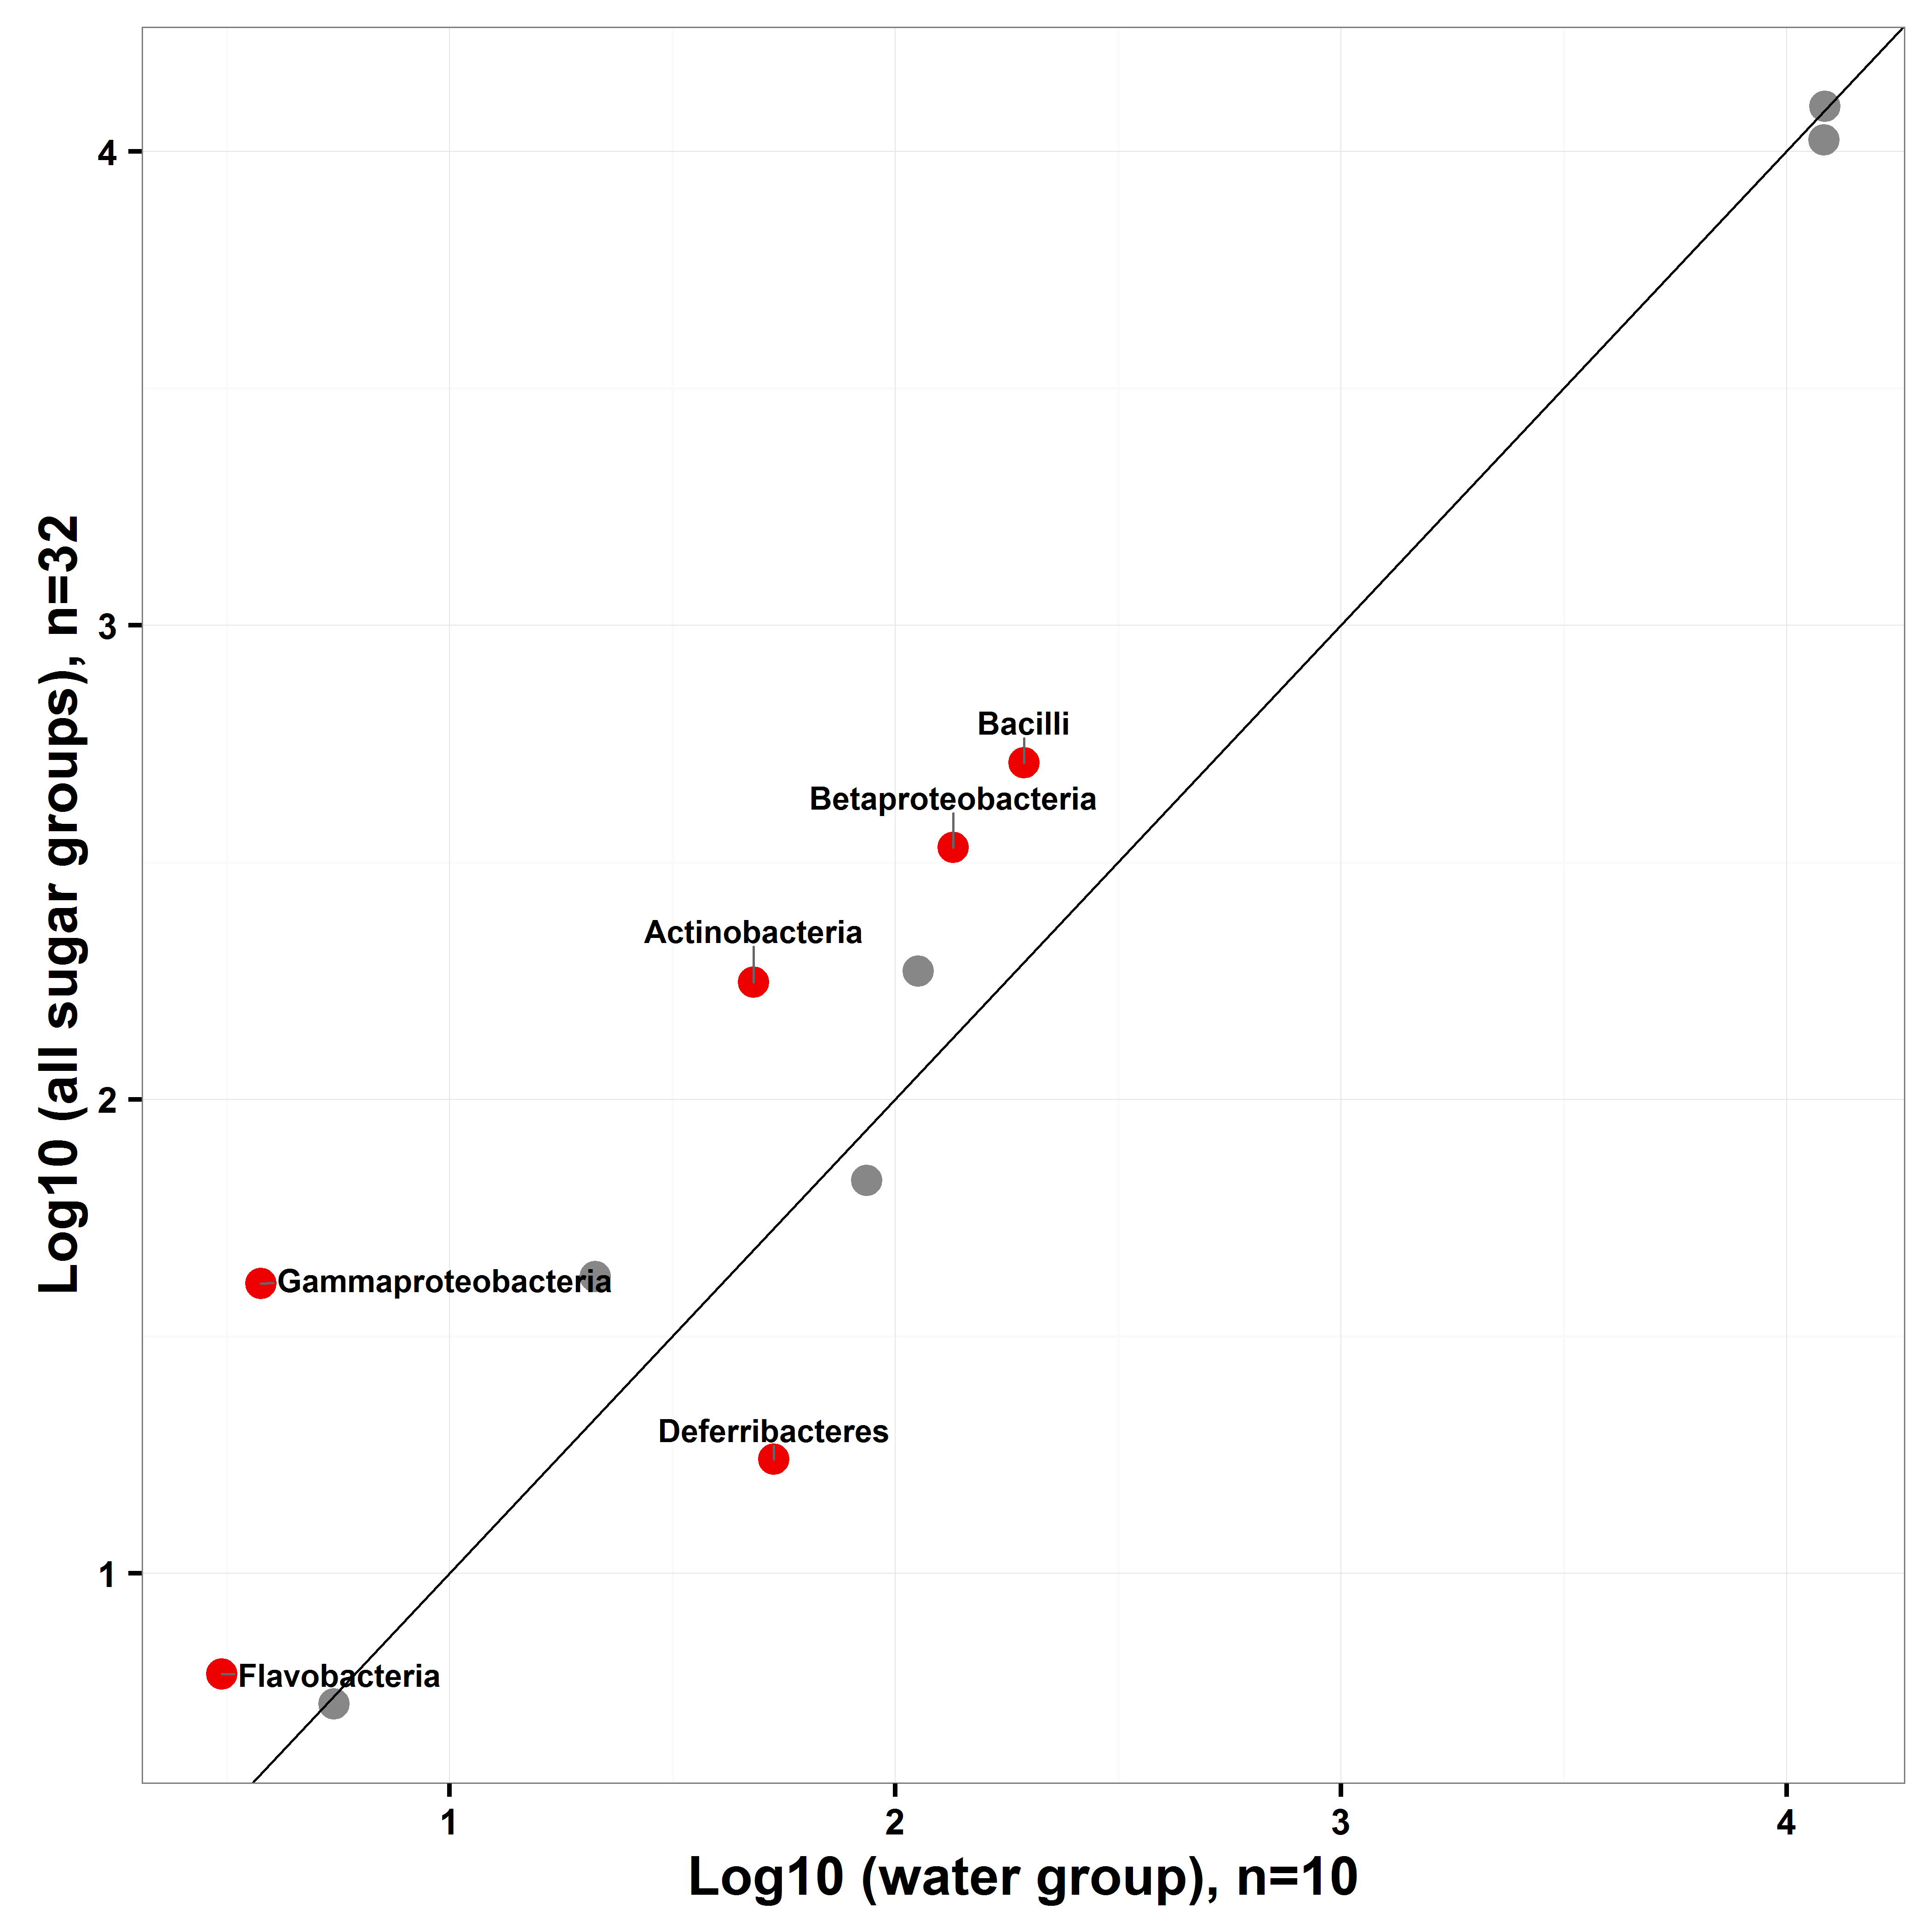 4
3
2
1
Log10 (all sugar groups), n=32
Bacilli
Betaproteobacteria
Actinobacteria
Gammaproteobacteria
Deferribacteres
Flavobacteria
1 2 3 4
Log10 (water group), n=10